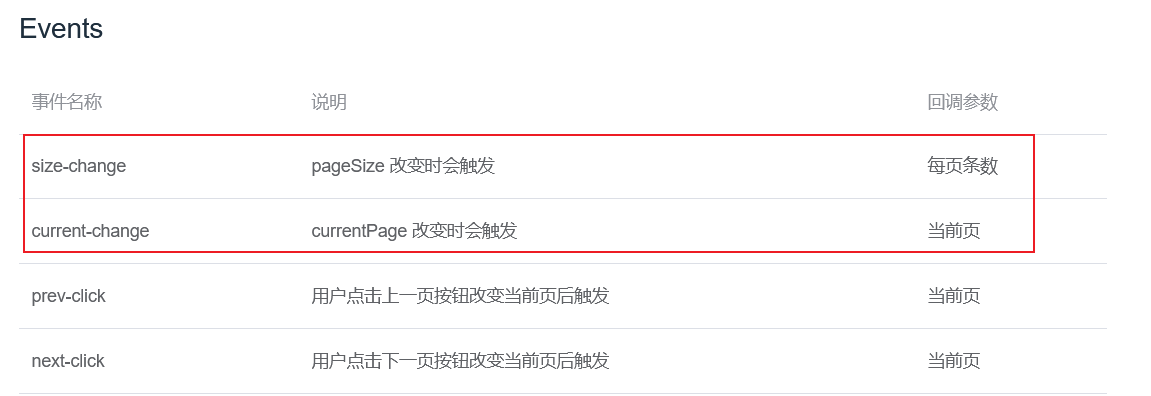 Events
事件名称 说明 回调参数
size-change pageSize 改变时会触发 每页条数
current-change currentPage 改变时会触发 当前页
prev-click 用户点击上一页按钮改变当前页后触发 当前页
next-click 用户点击下一页按钮改变当前页后触发 当前页